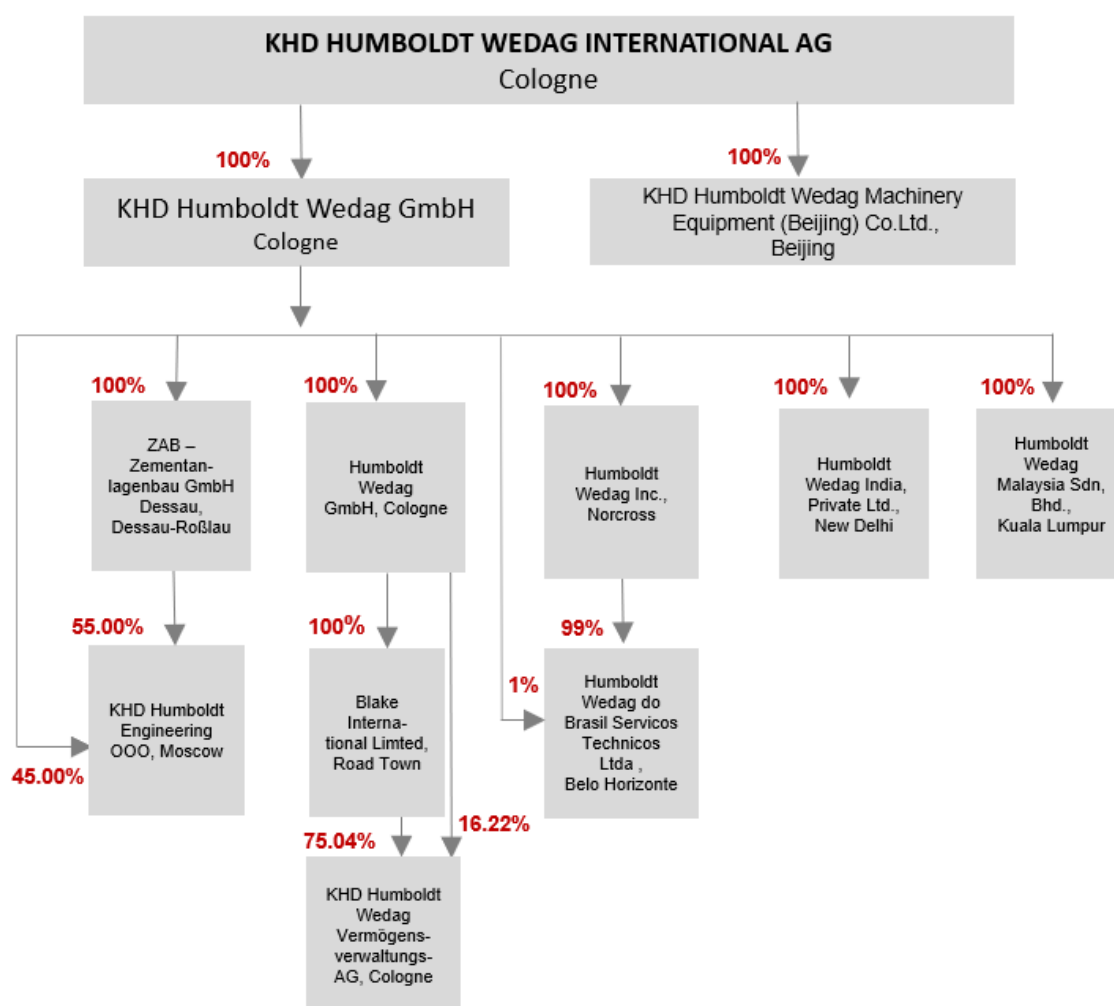 KHD HUMBOLDT WEDAG INTERNATIONAL AG
Cologne
100%
100%
KHD Humboldt Wedag GmbH
Cologne
KHD Humboldt Wedag Machinery
Equipment (Beijing) Co.Ltd.,
Beijing
100%
100%
100%
100%
100%
ZAB –
Zementan-
lagenbau GmbH
Dessau,
Dessau-Roßlau
Humboldt
Wedag
GmbH, Cologne
Humboldt
Wedag Inc.,
Norcross
Humboldt
Wedag India,
Private Ltd.,
New Delhi
Humboldt
Wedag
Malaysia Sdn,
Bhd.,
Kuala Lumpur
55.00%
100%
99%
1%
45.00%
KHD Humboldt
Engineering
OOO, Moscow
Blake
Interna-
tional Limted,
Road Town
Humboldt
Wedag do
Brasil Servicos
Technicos
Ltda ,
Belo Horizonte
75.04%
16.22%
KHD Humboldt
Wedag
Vermögens-
verwaltungs-
AG, Cologne